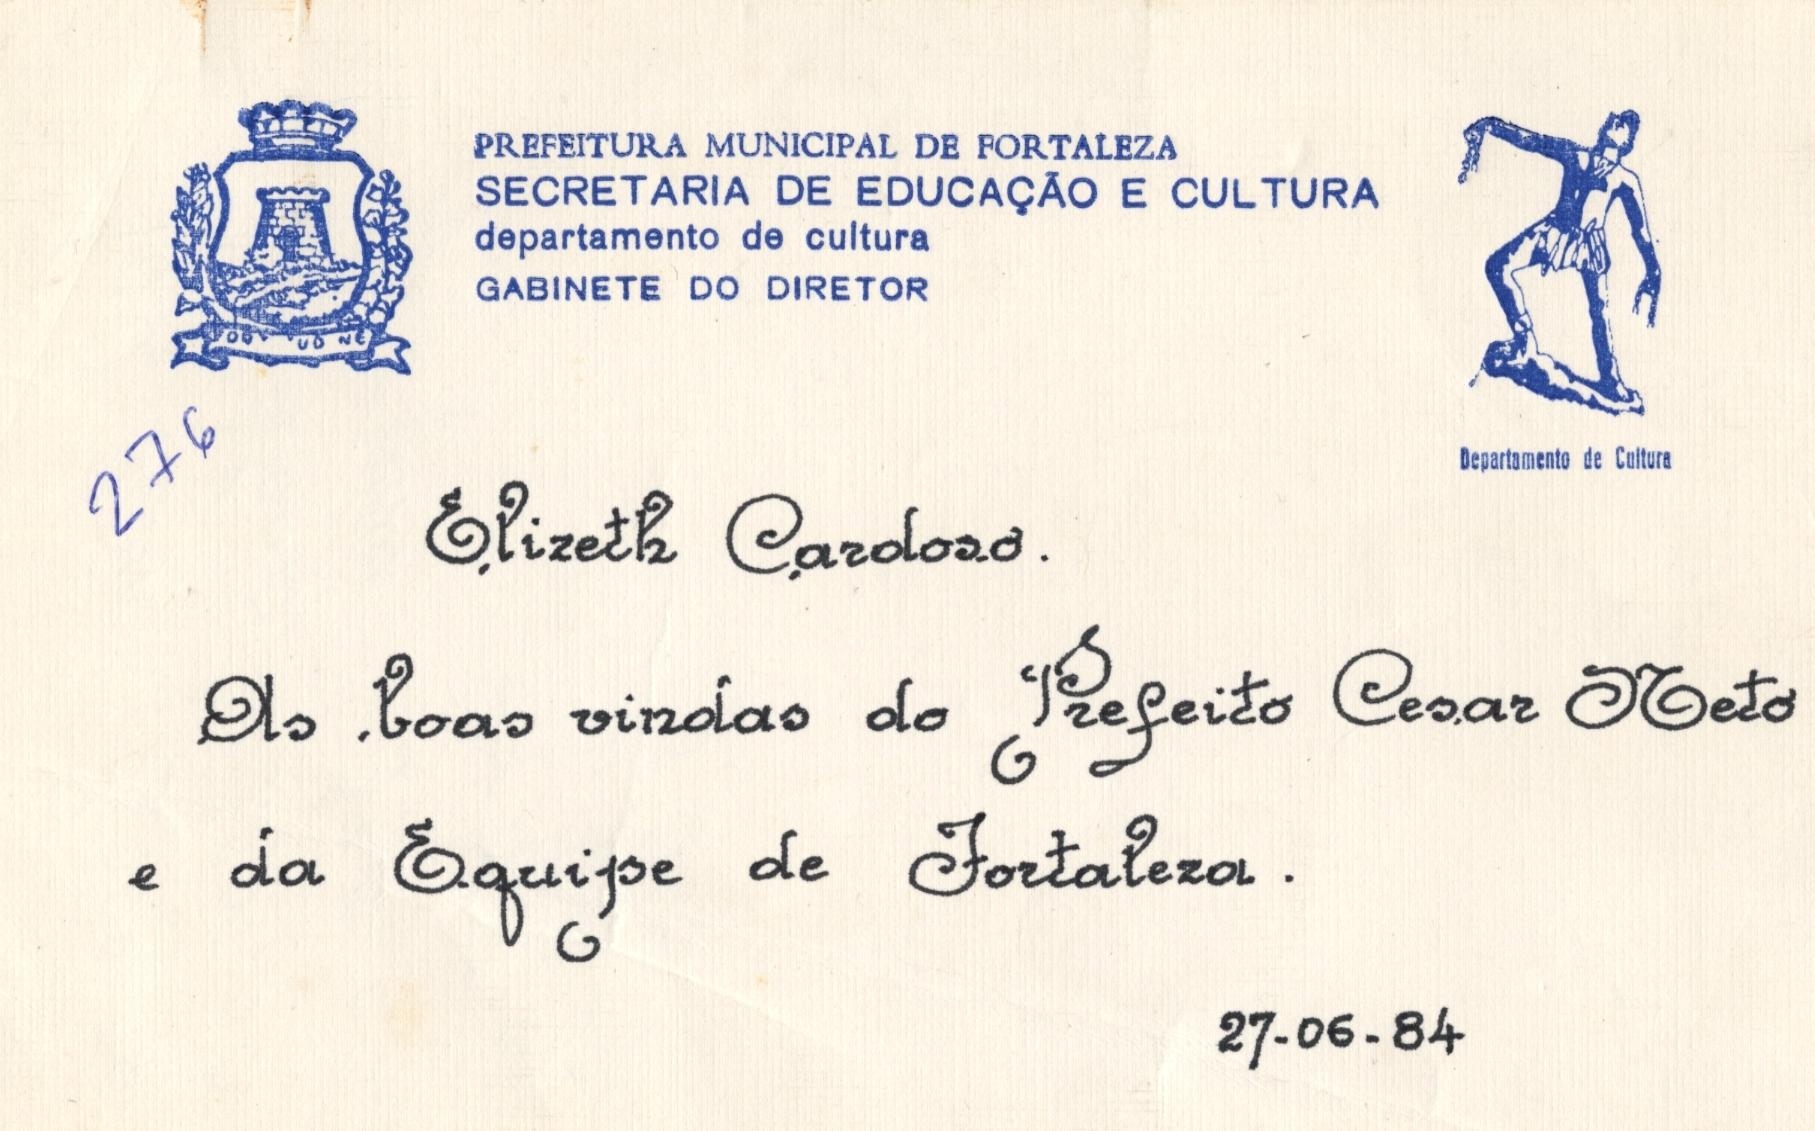 PREFEITURA MUNICIPAL DE FORTALEZA
SECRETARIA DE EDUCAÇÃO E CULTURA
departamento de cultura
GABINETE DO DIRETOR
Departamento de Cultura
276
Elizeth Cardoso.
As boas vindas do Prefeito Cesar Neto
e da Equipe de Fortaleza.
27-06-84